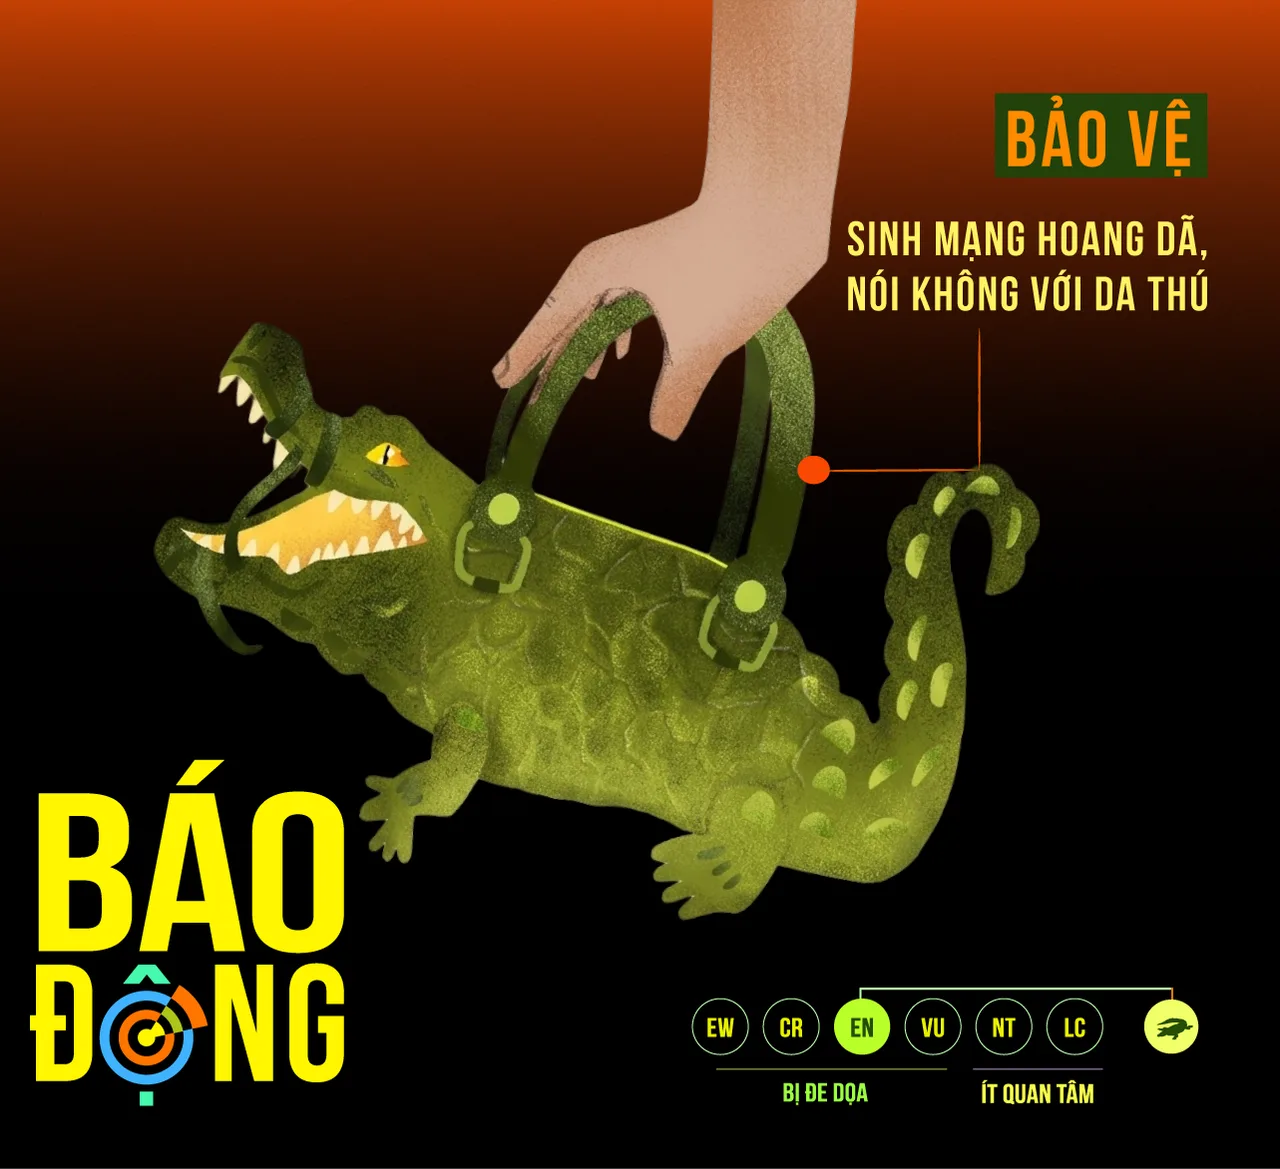 BẢO VỆ
SINH MẠNG HOANG DÃ,
NÓI KHÔNG VỚI DA THÚ
BÁO
ĐỘNG
EW CR EN VU NT LC
BỊ ĐE DỌA ÍT QUAN TÂM